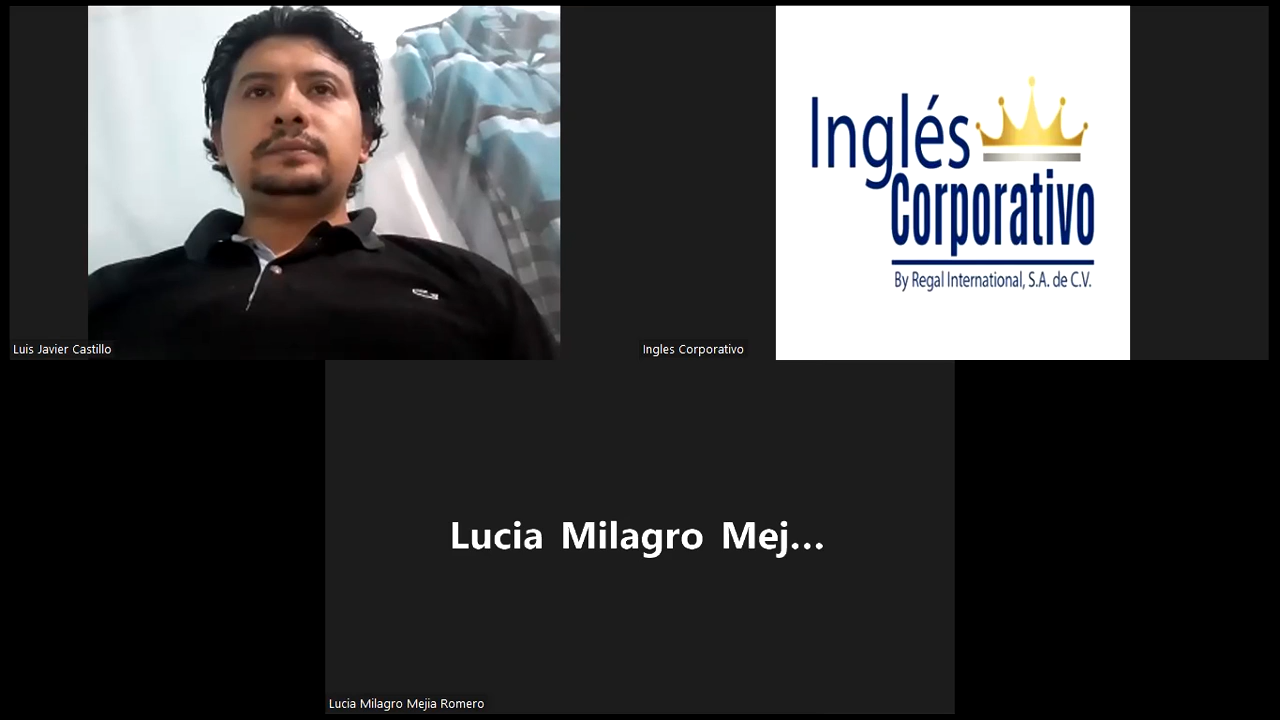 Inglés
Corporativo
By Regal International, S.A. de C.V.
Luis Javier Castillo
Ingles Corporativo
Lucia Milagro Mej...
Lucia Milagro Mejia Romero